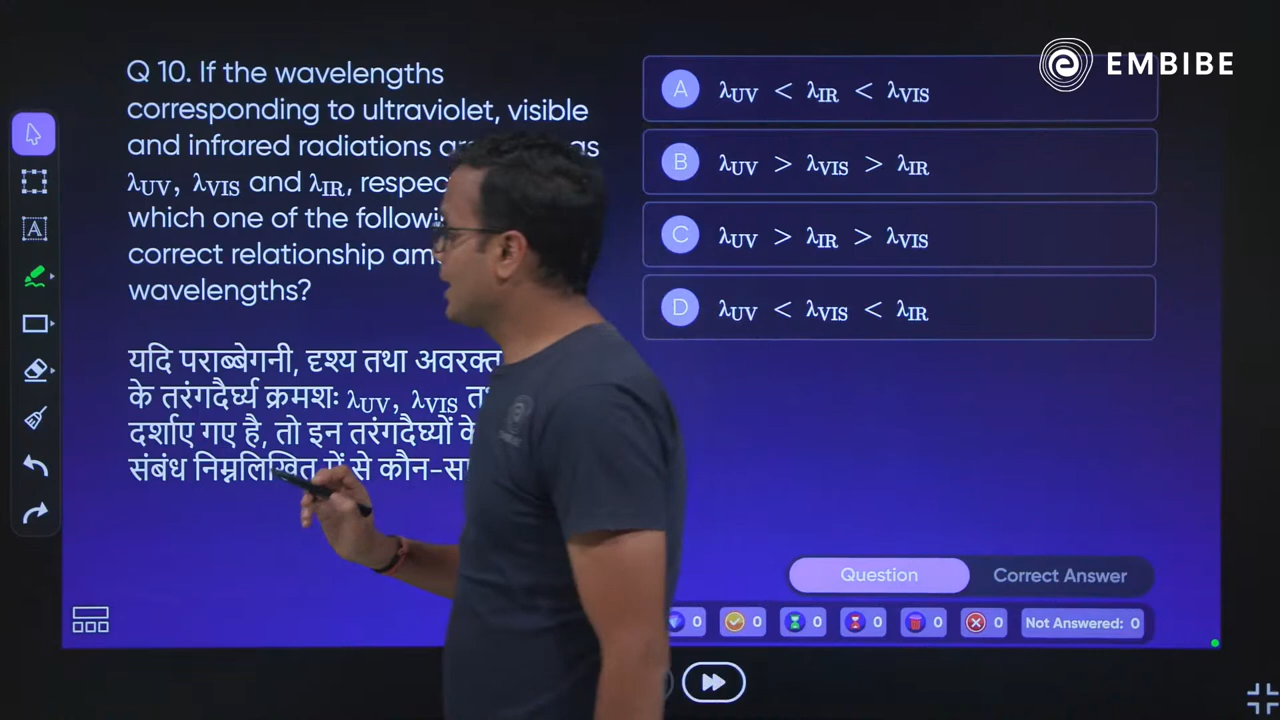 EMBIBE
Q 10. If the wavelengths
corresponding to ultraviolet, visible
and infrared radiations as
λUV, λVIS and λIR,
which one of the
correct relationship
wavelengths?
यदि पराब्बेगनी, दृश्य तथा अवरक्त
के तरंगदैर्घ्य क्रमशः λUV, λVIS
दर्शाए गए है, तो इन तरंगदैघ्यों
संबंध निम्नलिखित में से
A λUV < λIR < λVIS
B λUV > λVIS > λIR
C λUV > λIR > λVIS
D λUV < λVIS < λIR
Question Correct Answer
0 0 0 0 0 0 Not Answered: 0